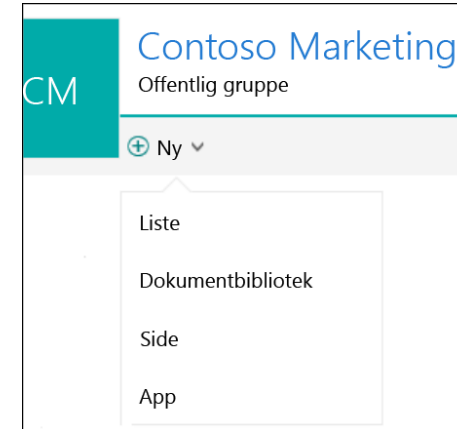 CM
Contoso Marketing
Offentlig gruppe
Ny
Liste
Dokumentbibliotek
Side
App